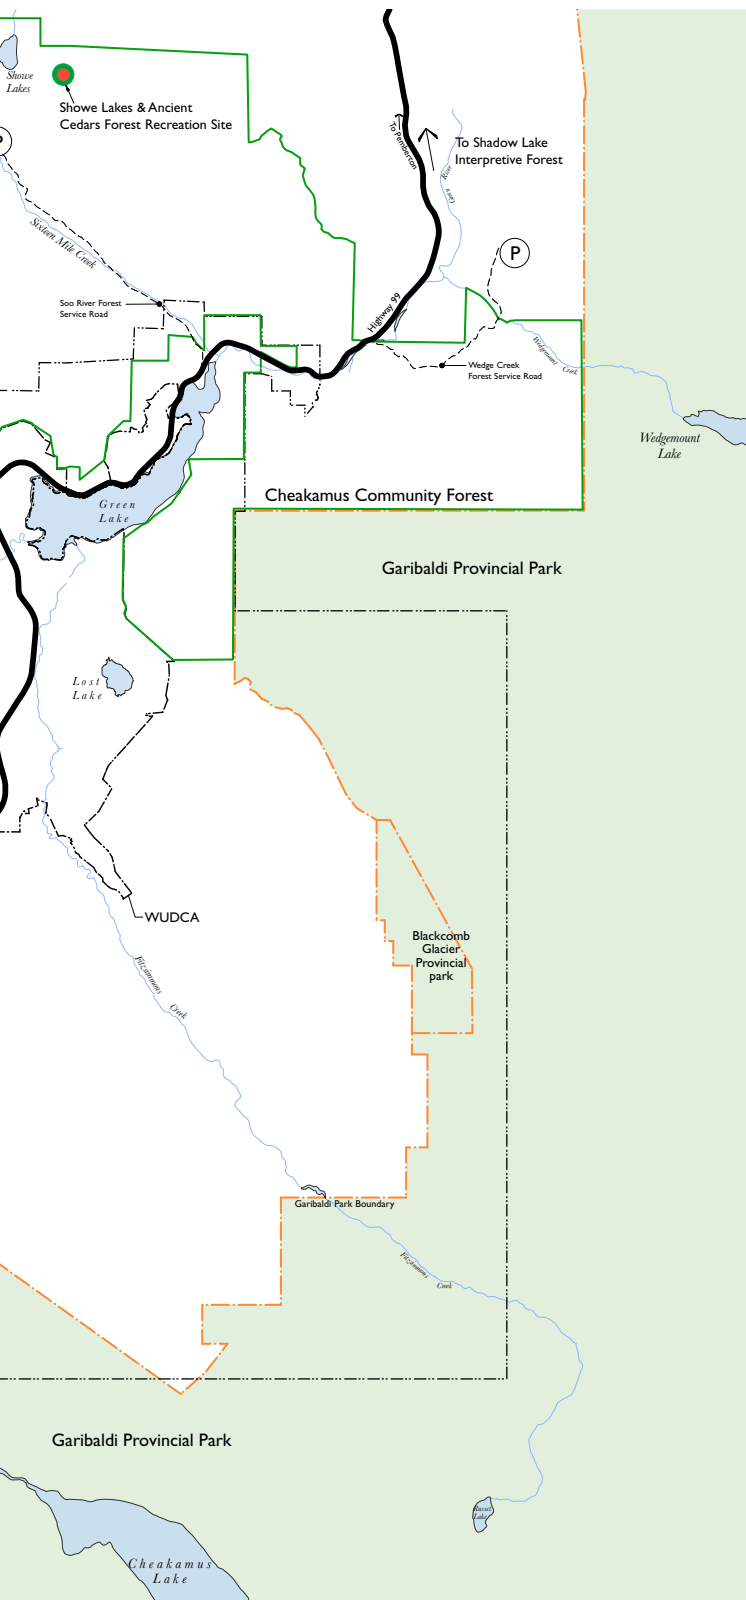 Showe
Lakes
Showe Lakes & Ancient
Cedars Forest Recreation Site
To Pemberton
To Shadow Lake
Interpretive Forest
River
Green
P
P
Sixteen Mile Creek
Soo River Forest
Service Road
Highway 99
Wedge Creek
Forest Service Road
Wedgemount
Creek
Wedgemount
Lake
Green
Lake
Cheakamus Community Forest
Garibaldi Provincial Park
Lost
Lake
WUDCA
Blackcomb
Glacier
Provincial
park
Fitzsimmons
Creek
Garibaldi Park Boundary
Fitzsimmons
Creek
Garibaldi Provincial Park
Russet
Lake
Cheakamus
Lake